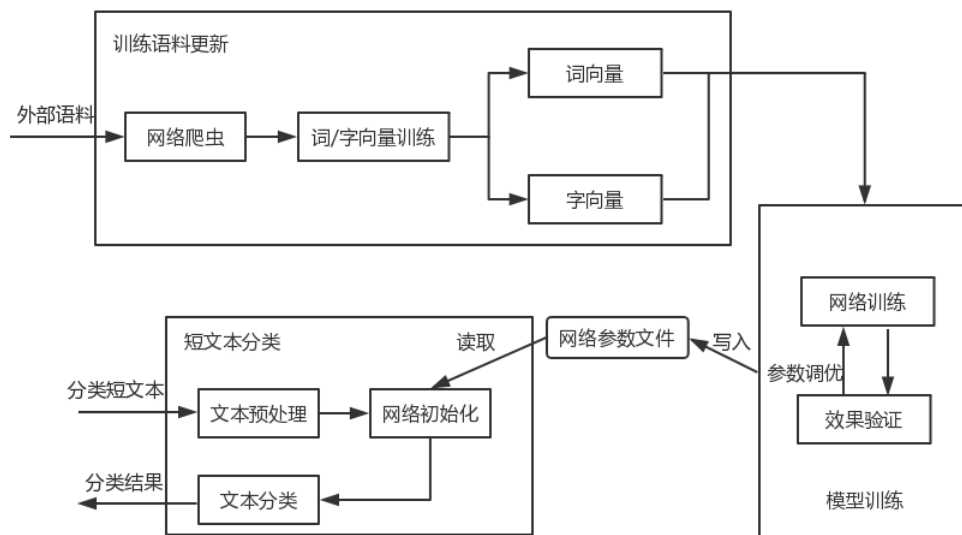 训练语料更新
外部语料
网络爬虫
词/字向量训练
词向量
字向量
网络训练
参数调优
效果验证
模型训练
写入
网络参数文件
读取
短文本分类
分类短文本
文本预处理
网络初始化
分类结果
文本分类